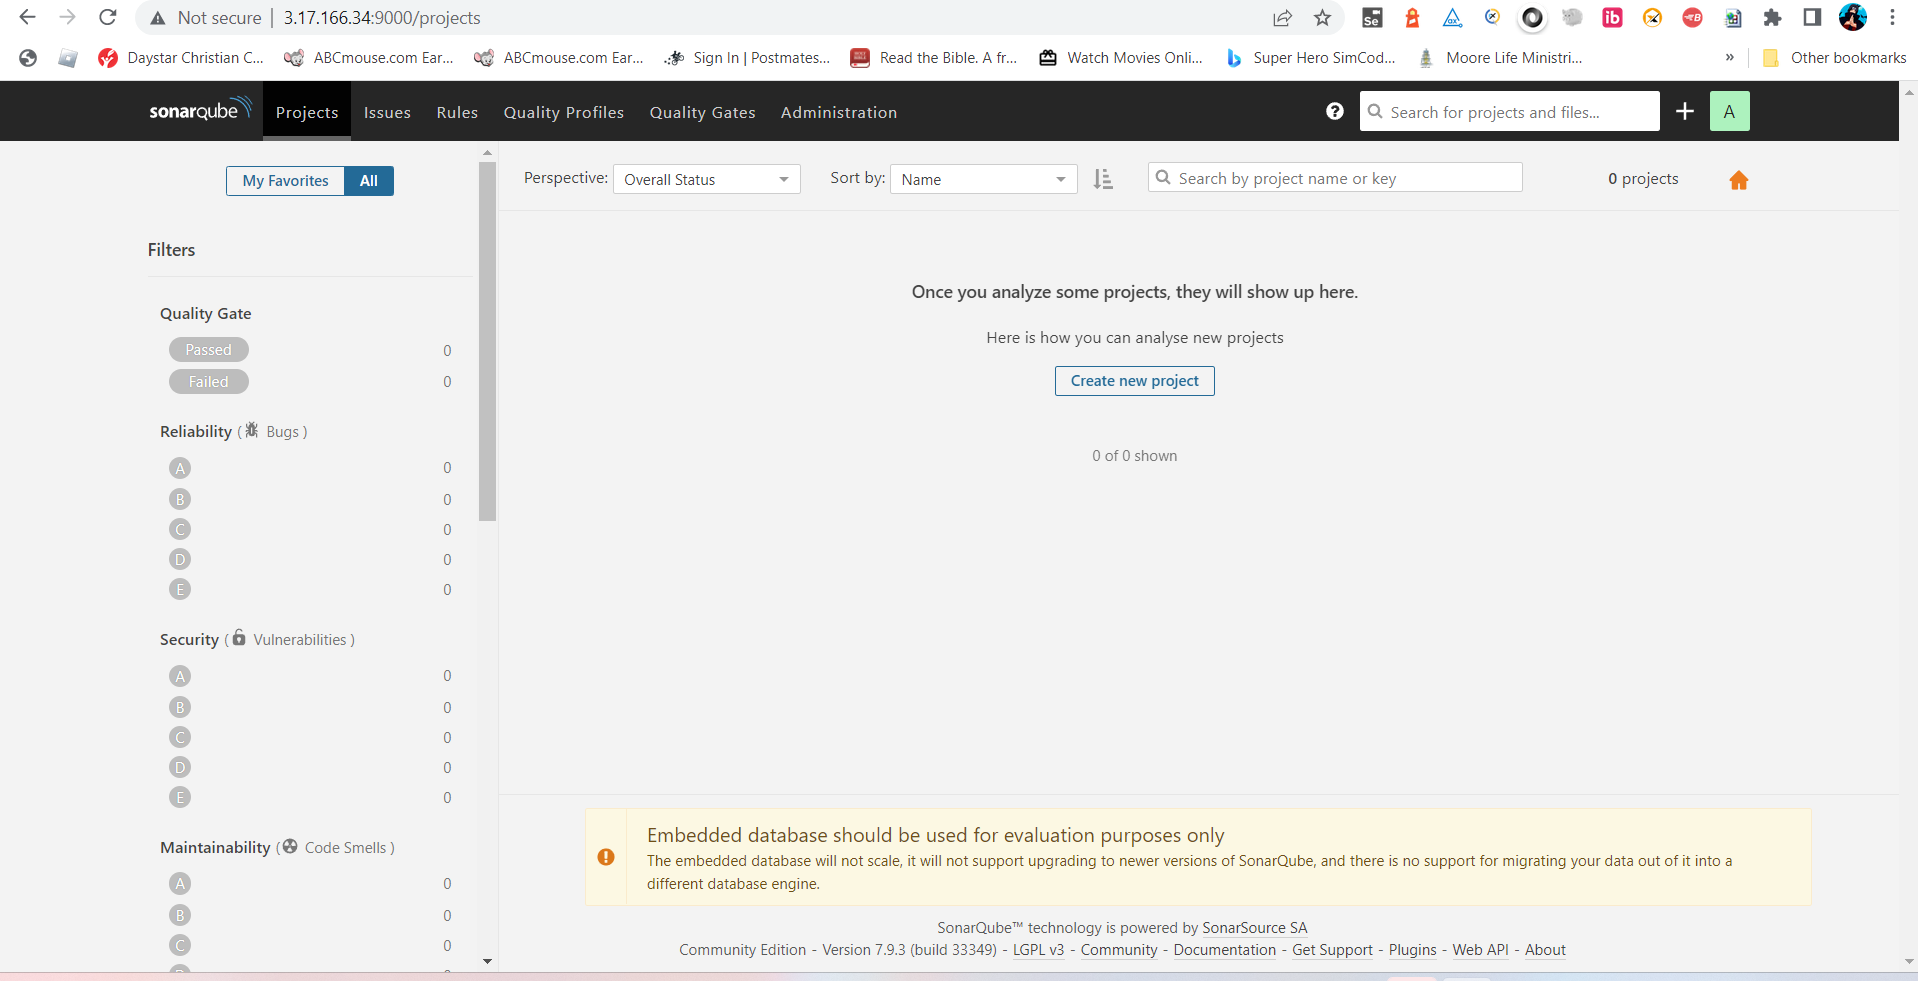 Not secure | 3.17.166.34:9000/projects
Se
ib
B
Daystar Christian C... ABCmouse.com Ear... ABCmouse.com Ear... Sign In | Postmates... Read the Bible. A fr... Watch Movies Onli... Super Hero SimCod... Moore Life Ministri... » Other bookmarks
sonarqube Projects Issues Rules Quality Profiles Quality Gates Administration ? Search for projects and files... + A
My Favorites All
Perspective: Overall Status Sort by: Name Search by project name or key 0 projects
Filters
Quality Gate
Passed 0
Failed 0
Reliability ( Bugs )
A 0
B 0
C 0
D 0
E 0
Security ( Vulnerabilities )
A 0
B 0
C 0
D 0
E 0
Maintainability ( Code Smells )
A 0
B 0
C 0
Once you analyze some projects, they will show up here.
Here is how you can analyse new projects
Create new project
0 of 0 shown
Embedded database should be used for evaluation purposes only
The embedded database will not scale, it will not support upgrading to newer versions of SonarQube, and there is no support for migrating your data out of it into a
different database engine.
SonarQube™ technology is powered by SonarSource SA
Community Edition - Version 7.9.3 (build 33349) - LGPL v3 - Community - Documentation - Get Support - Plugins - Web API - About